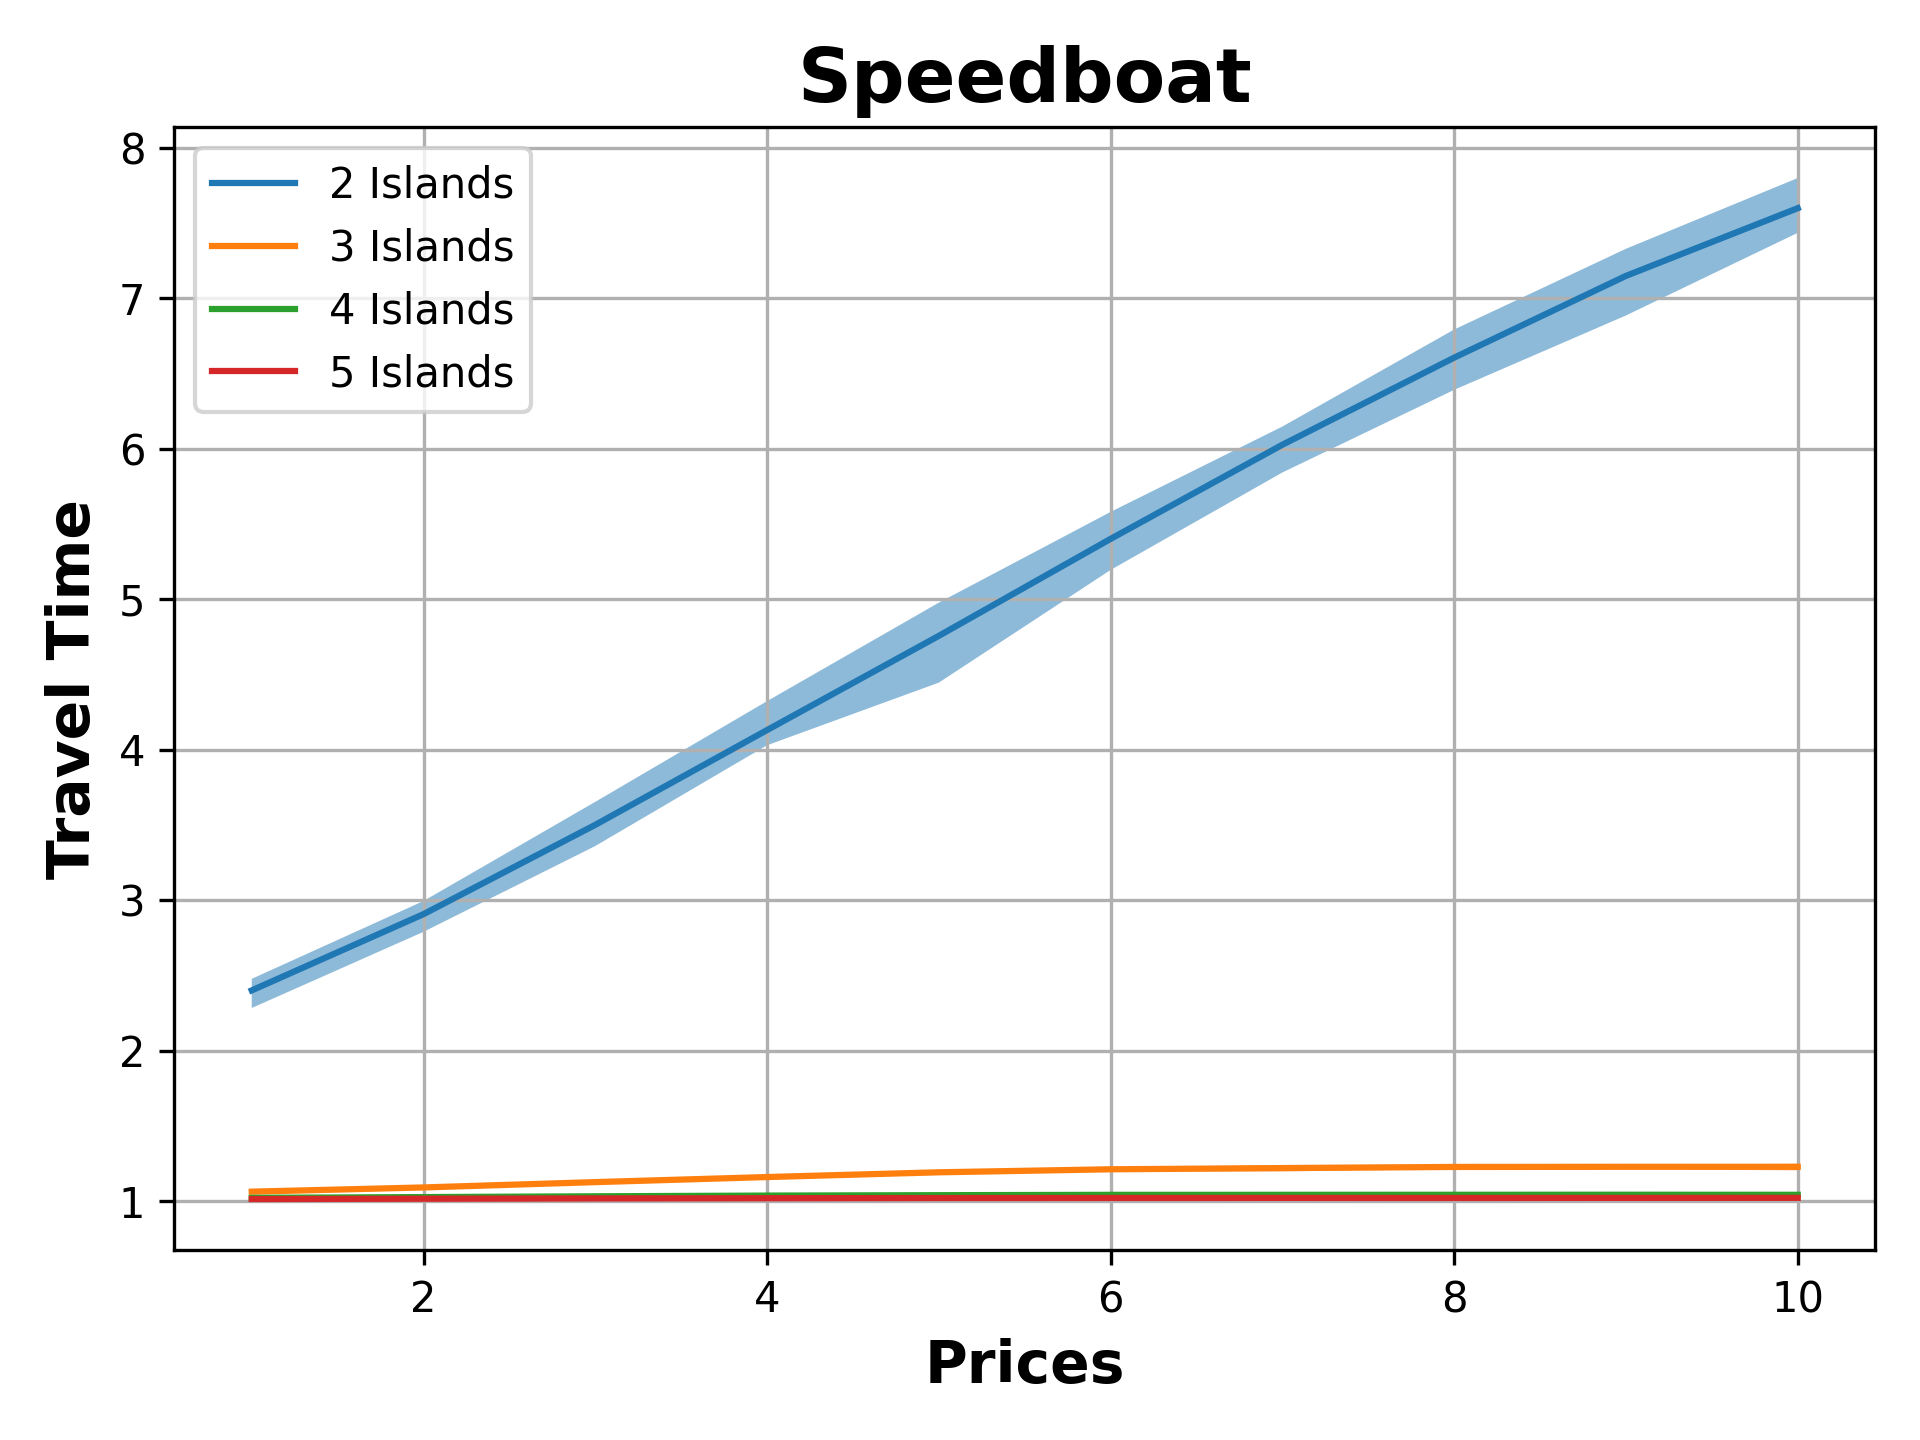 Speedboat
8
7
6
5
4
3
2
1
Travel Time
2 Islands
3 Islands
4 Islands
5 Islands
2 4 6 8 10
Prices